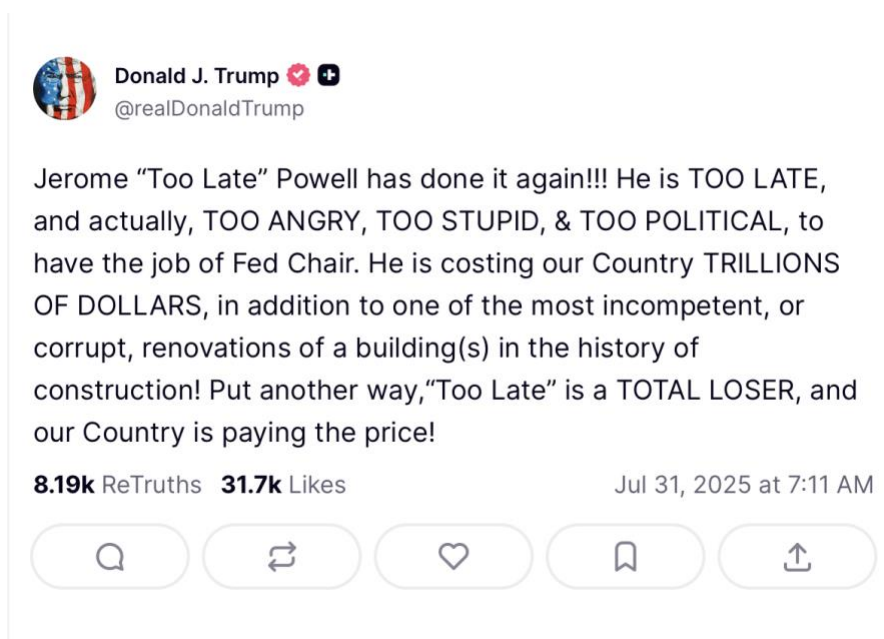 Donald J. Trump
@realDonaldTrump
Jerome “Too Late” Powell has done it again!!! He is TOO LATE,
and actually, TOO ANGRY, TOO STUPID, & TOO POLITICAL, to
have the job of Fed Chair. He is costing our Country TRILLIONS
OF DOLLARS, in addition to one of the most incompetent, or
corrupt, renovations of a building(s) in the history of
construction! Put another way,“Too Late” is a TOTAL LOSER, and
our Country is paying the price!
8.19k ReTruths 31.7k Likes Jul 31, 2025 at 7:11 AM